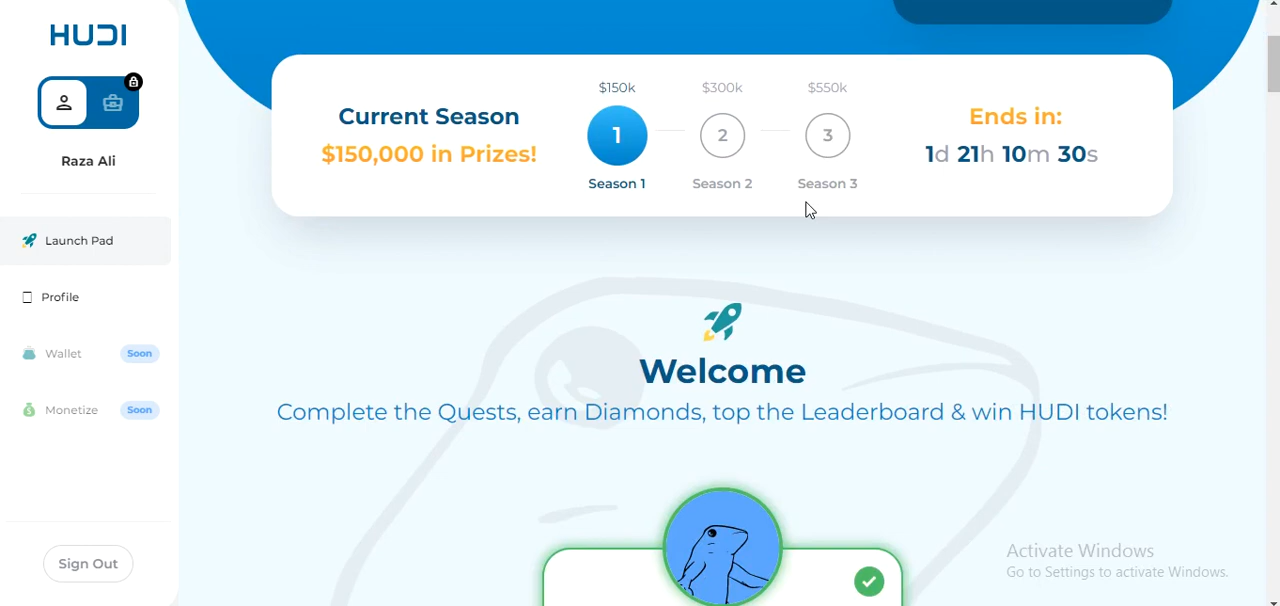 HUDI
Raza Ali
Launch Pad
Profile
Wallet Soon
Monetize Soon
Sign Out
Current Season
$150,000 in Prizes!
$150k $300k $550k
1 2 3
Season 1 Season 2 Season 3
Ends in:
1d 21h 10m 30s
Welcome
Complete the Quests, earn Diamonds, top the Leaderboard & win HUDI tokens!
Activate Windows
Go to Settings to activate Windows.